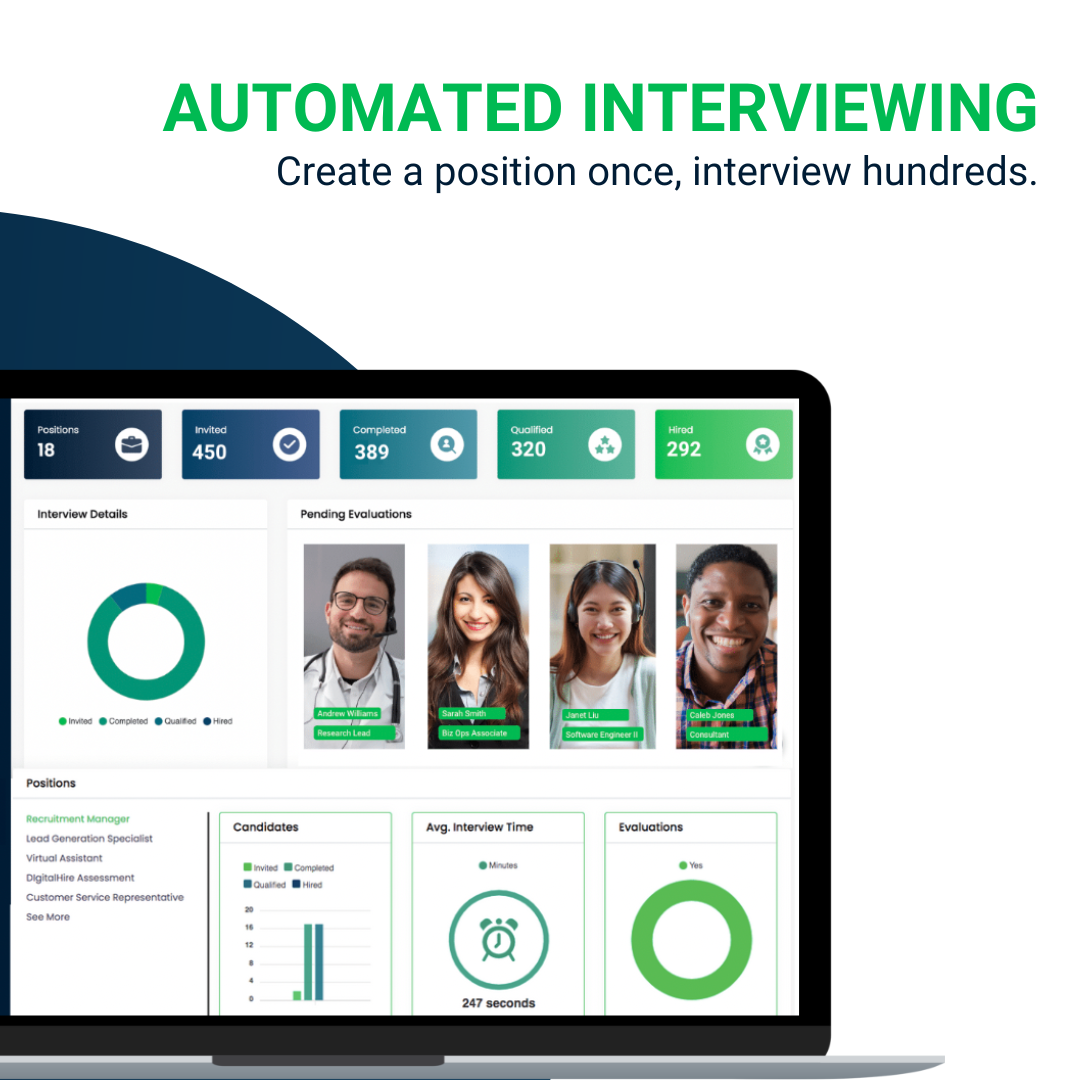 AUTOMATED INTERVIEWING
Create a position once, interview hundreds.
Positions
18
Invited
450
Completed
389
Qualified
320
Hired
292
Interview Details
Invited Completed Qualified Hired
Pending Evaluations
Andrew Williams
Research Lead
Sarah Smith
Biz Ops Associate
Janet Liu
Software Engineer II
Caleb Jones
Consultant
Positions
Recruitment Manager
Lead Generation Specialist
Virtual Assistant
DIgitalHire Assessment
Customer Service Representative
See More
Candidates
Invited Completed
Qualified Hired
20
16
12
8
4
0
Avg. Interview Time
Minutes
247 seconds
Evaluations
Yes